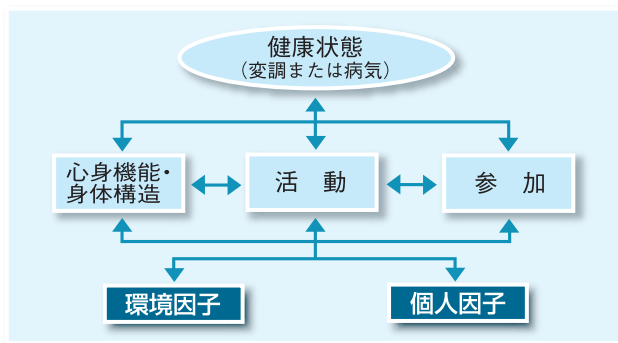 健康状態
（変調または病気）
心身機能・
身体構造
活　動
参　加
環境因子
個人因子